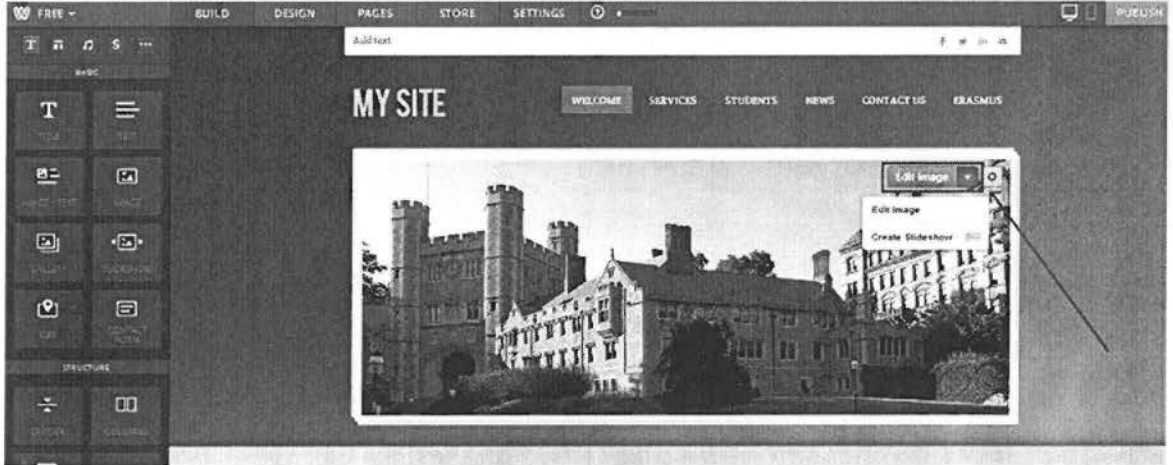 FREE BUILD DESIGN PAGES STORE SETTINGS ? PUBLISH
T S ...
BASIC
Add text
MY SITE
WELCOME SERVICES STUDENTS NEWS CONTACT US ERASMUS
T
TITLE TEXT
Edit Image
IMAGE
Edit Image
Create Slideshow
GALLERY SLIDESHOW
MAP CONTACT FORM
STRUCTURE
DIVIDER COLUMNS